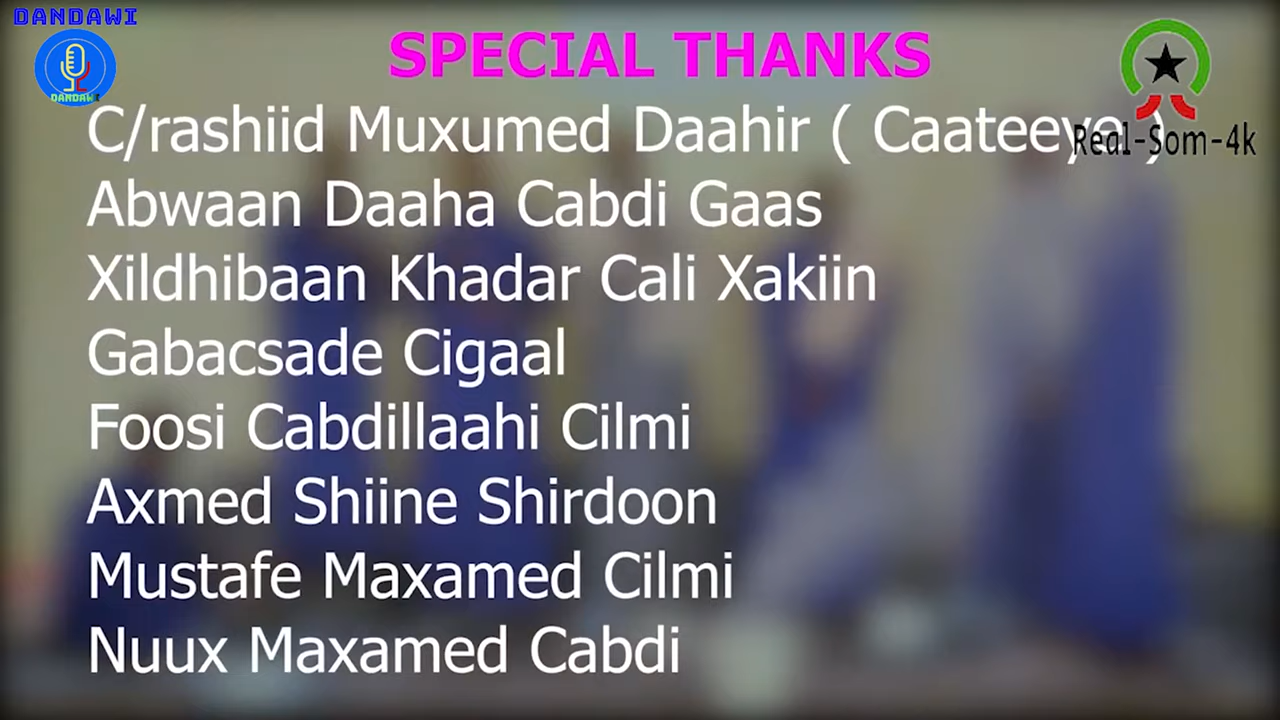 DANDAWI
DANDAWI
SPECIAL THANKS
C/rashiid Muxumed Daahir ( Caateeye )
Real-Som-4k
Abwaan Daaha Cabdi Gaas
Xildhibaan Khadar Cali Xakiin
Gabacsade Cigaal
Foosi Cabdillaahi Cilmi
Axmed Shiine Shirdoon
Mustafe Maxamed Cilmi
Nuux Maxamed Cabdi